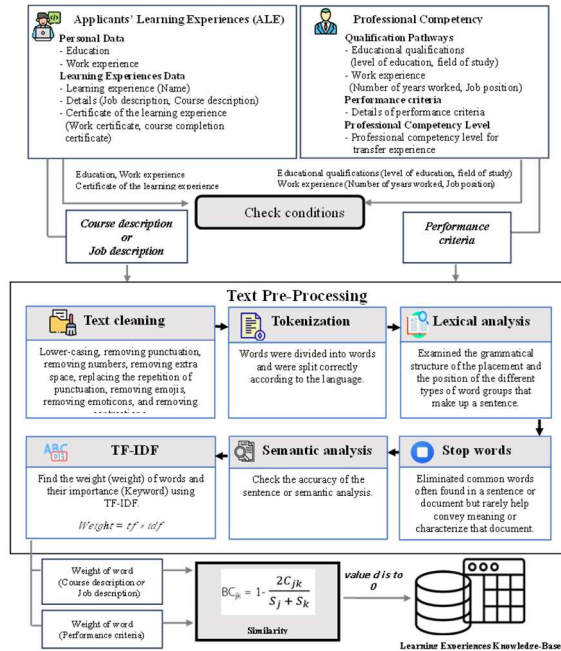 Applicants' Learning Experiences (ALE)
Personal Data
- Education
- Work experience
Learning Experiences Data
- Learning experience (Name)
- Details (Job description, Course description)
- Certificate of the learning experience
(Work certificate, course completion
certificate)
Professional Competency
Qualification Pathways
- Educational qualifications
(level of education, field of study)
- Work experience
(Number of years worked, Job position)
Performance criteria
- Details of performance criteria
Professional Competency Level
- Professional competency level for
transfer experience
Education, Work experience
Certificate of the learning experience
Educational qualifications (level of education, field of study)
Work experience (Number of years worked, Job position)
Check conditions
Course description
or
Job description
Performance
criteria
Text Pre-Processing
Text cleaning
Lower-casing, removing punctuation,
removing numbers, removing extra
space, replacing the repetition of
punctuation, removing emojis,
removing emoticons, and removing
Tokenization
Words were divided into words
and were split correctly
according to the language.
Lexical analysis
Examined the grammatical
structure of the placement and
the position of the different
types of word groups that
make up a sentence.
ABC
TF-IDF
Find the weight (weight) of words and
their importance (Keyword) using
TF-IDF.
Weight = tf * idf
Semantic analysis
Check the accuracy of the
sentence or semantic analysis.
Stop words
Eliminated common words
often found in a sentence or
document but rarely help
convey meaning or
characterize that document.
Weight of word
(Course description or
Job description)
Weight of word
(Performance criteria)
BCjk = 1- 2Cjk / Sj + Sk
Similarity
value d is to
0
Learning Experiences Knowledge-Base